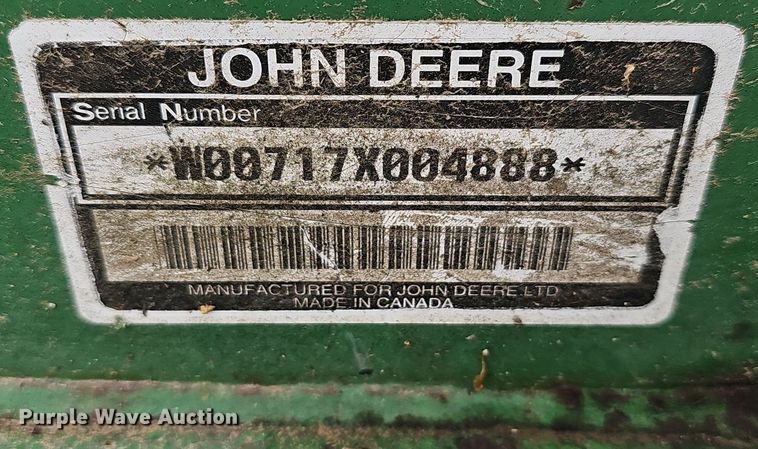 JOHN DEERE
Serial Number
*W00717X004888*
MANUFACTURED FOR JOHN DEERE LTD
MADE IN CANADA
Purple Wave Auction